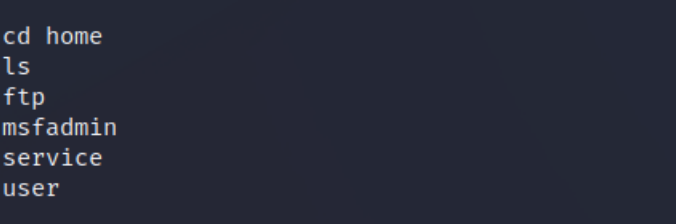 cd home
ls
ftp
msfadmin
service
user